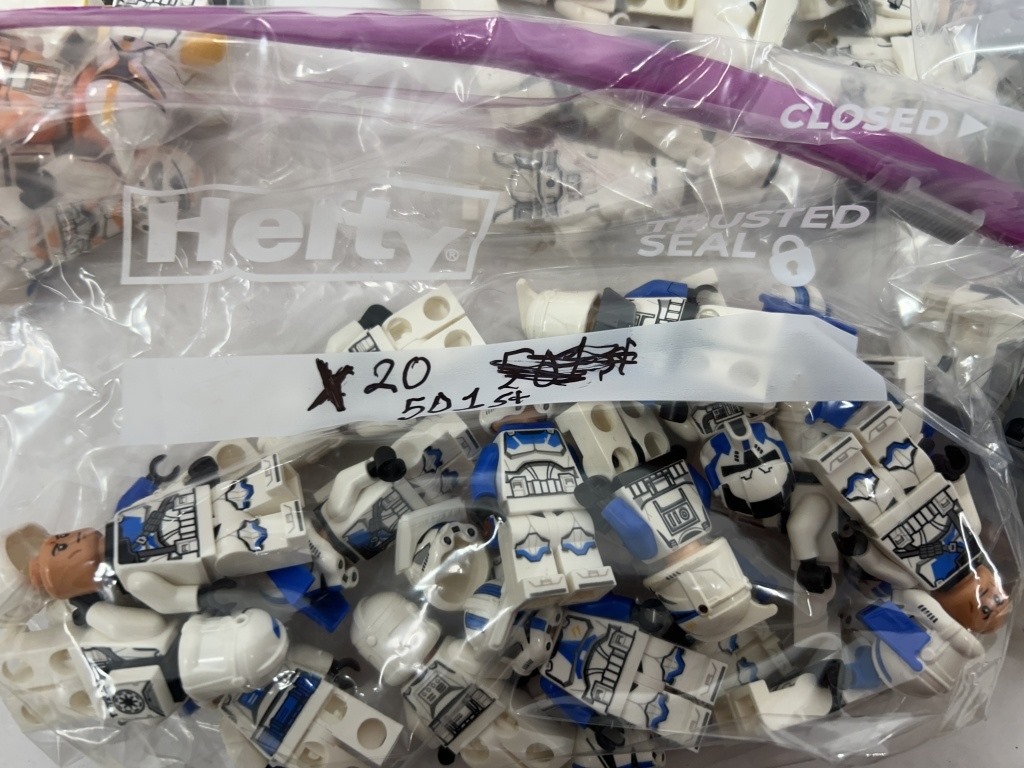 CLOSED
Hefty®
TRUSTED
SEAL
X 20
501st